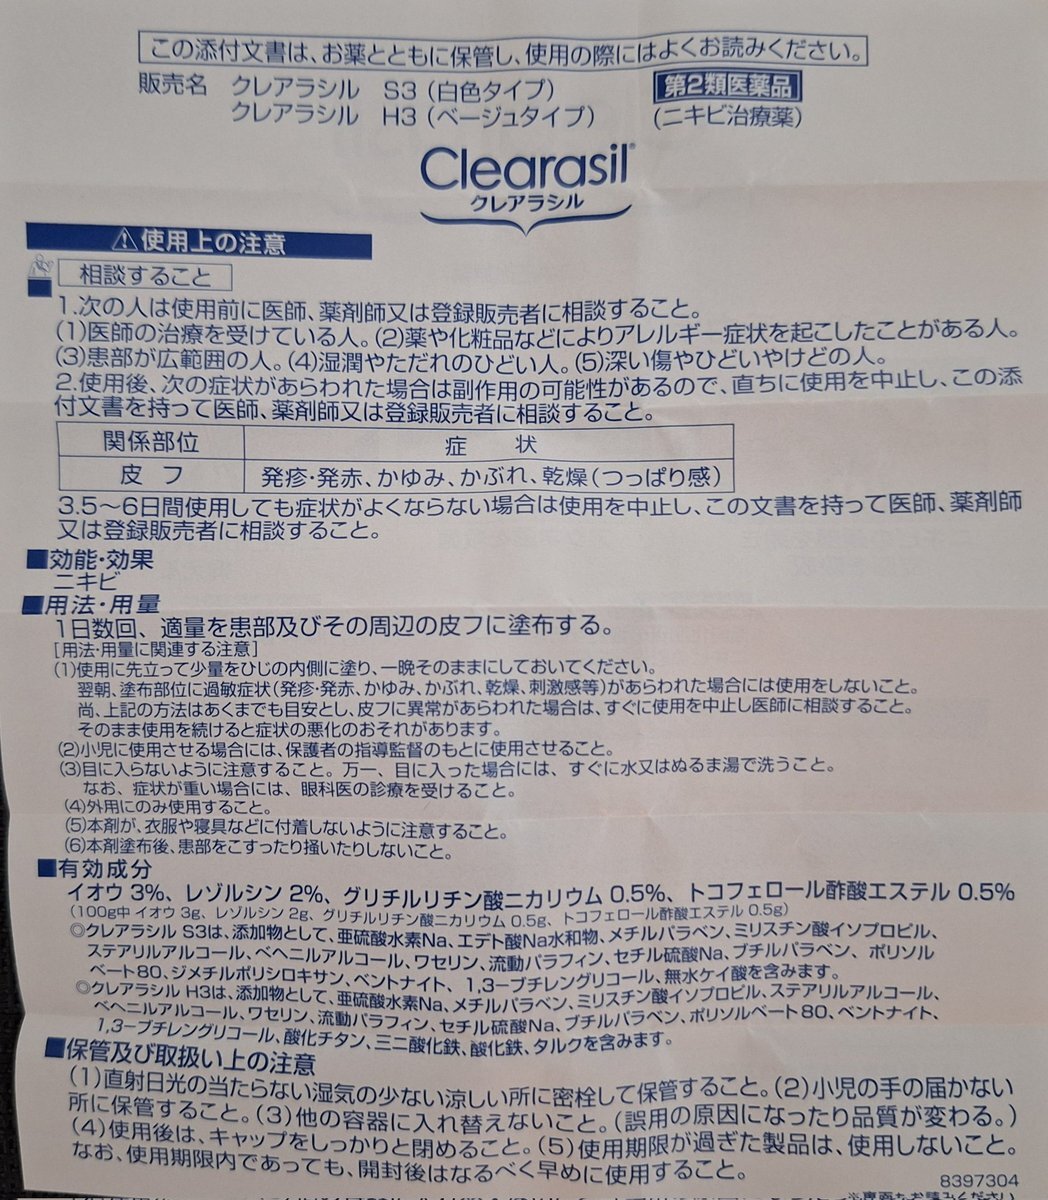 この添付文書は、お薬とともに保管し、使用の際にはよくお読みください。
販売名 クレアラシル S3（白色タイプ） 第2類医薬品
クレアラシル H3（ベージュタイプ） （ニキビ治療薬）
Clearasil®
クレアラシル
⚠使用上の注意
相談すること
1.次の人は使用前に医師、薬剤師又は登録販売者に相談すること。
(1)医師の治療を受けている人。(2)薬や化粧品などによりアレルギー症状を起こしたことがある人。
(3)患部が広範囲の人。(4)湿潤やただれのひどい人。(5)深い傷やひどいやけどの人。
2.使用後、次の症状があらわれた場合は副作用の可能性があるので、直ちに使用を中止し、この添
付文書を持って医師、薬剤師又は登録販売者に相談すること。
関係部位 症 状
皮 フ 発疹・発赤、かゆみ、かぶれ、乾燥（つっぱり感）
3.5～6日間使用しても症状がよくならない場合は使用を中止し、この文書を持って医師、薬剤師
又は登録販売者に相談すること。
■効能・効果
ニキビ
■用法・用量
1日数回、適量を患部及びその周辺の皮フに塗布する。
[用法・用量に関連する注意]
(1)使用に先立って少量をひじの内側に塗り、一晩そのままにしておいてください。
翌朝、塗布部位に過敏症状（発疹・発赤、かゆみ、かぶれ、乾燥、刺激感等）があらわれた場合には使用をしないこと。
尚、上記の方法はあくまでも目安とし、皮フに異常があらわれた場合は、すぐに使用を中止し医師に相談すること。
そのまま使用を続けると症状の悪化のおそれがあります。
(2)小児に使用させる場合には、保護者の指導監督のもとに使用させること。
(3)目に入らないように注意すること。万一、目に入った場合には、すぐに水又はぬるま湯で洗うこと。
なお、症状が重い場合には、眼科医の診療を受けること。
(4)外用にのみ使用すること。
(5)本剤が、衣服や寝具などに付着しないように注意すること。
(6)本剤塗布後、患部をこすったり掻いたりしないこと。
■有効成分
イオウ 3%、レゾルシン 2%、グリチルリチン酸ニカリウム 0.5%、トコフェロール酢酸エステル 0.5%
（100g中 イオウ 3g、レゾルシン 2g、グリチルリチン酸ニカリウム 0.5g、トコフェロール酢酸エステル 0.5g）
◎クレアラシル S3は、添加物として、亜硫酸水素Na、エデト酸Na水和物、メチルパラベン、ミリスチン酸イソプロピル、
ステアリルアルコール、ベヘニルアルコール、ワセリン、流動パラフィン、セチル硫酸Na、ブチルパラベン、ポリソル
ベート80、ジメチルポリシロキサン、ベントナイト、1,3－ブチレングリコール、無水ケイ酸を含みます。
◎クレアラシル H3は、添加物として、亜硫酸水素Na、メチルパラベン、ミリスチン酸イソプロピル、ステアリルアルコール、
ベヘニルアルコール、ワセリン、流動パラフィン、セチル硫酸Na、ブチルパラベン、ポリソルベート80、ベントナイト、
1,3－ブチレングリコール、酸化チタン、三ニ酸化鉄、酸化鉄、タルクを含みます。
■保管及び取扱い上の注意
(1)直射日光の当たらない湿気の少ない涼しい所に密栓して保管すること。(2)小児の手の届かない
所に保管すること。(3)他の容器に入れ替えないこと。（誤用の原因になったり品質が変わる。）
(4)使用後は、キャップをしっかりと閉めること。(5)使用期限が過ぎた製品は、使用しないこと。
なお、使用期限内であっても、開封後はなるべく早めに使用すること。
8397304
※裏面もお読みください